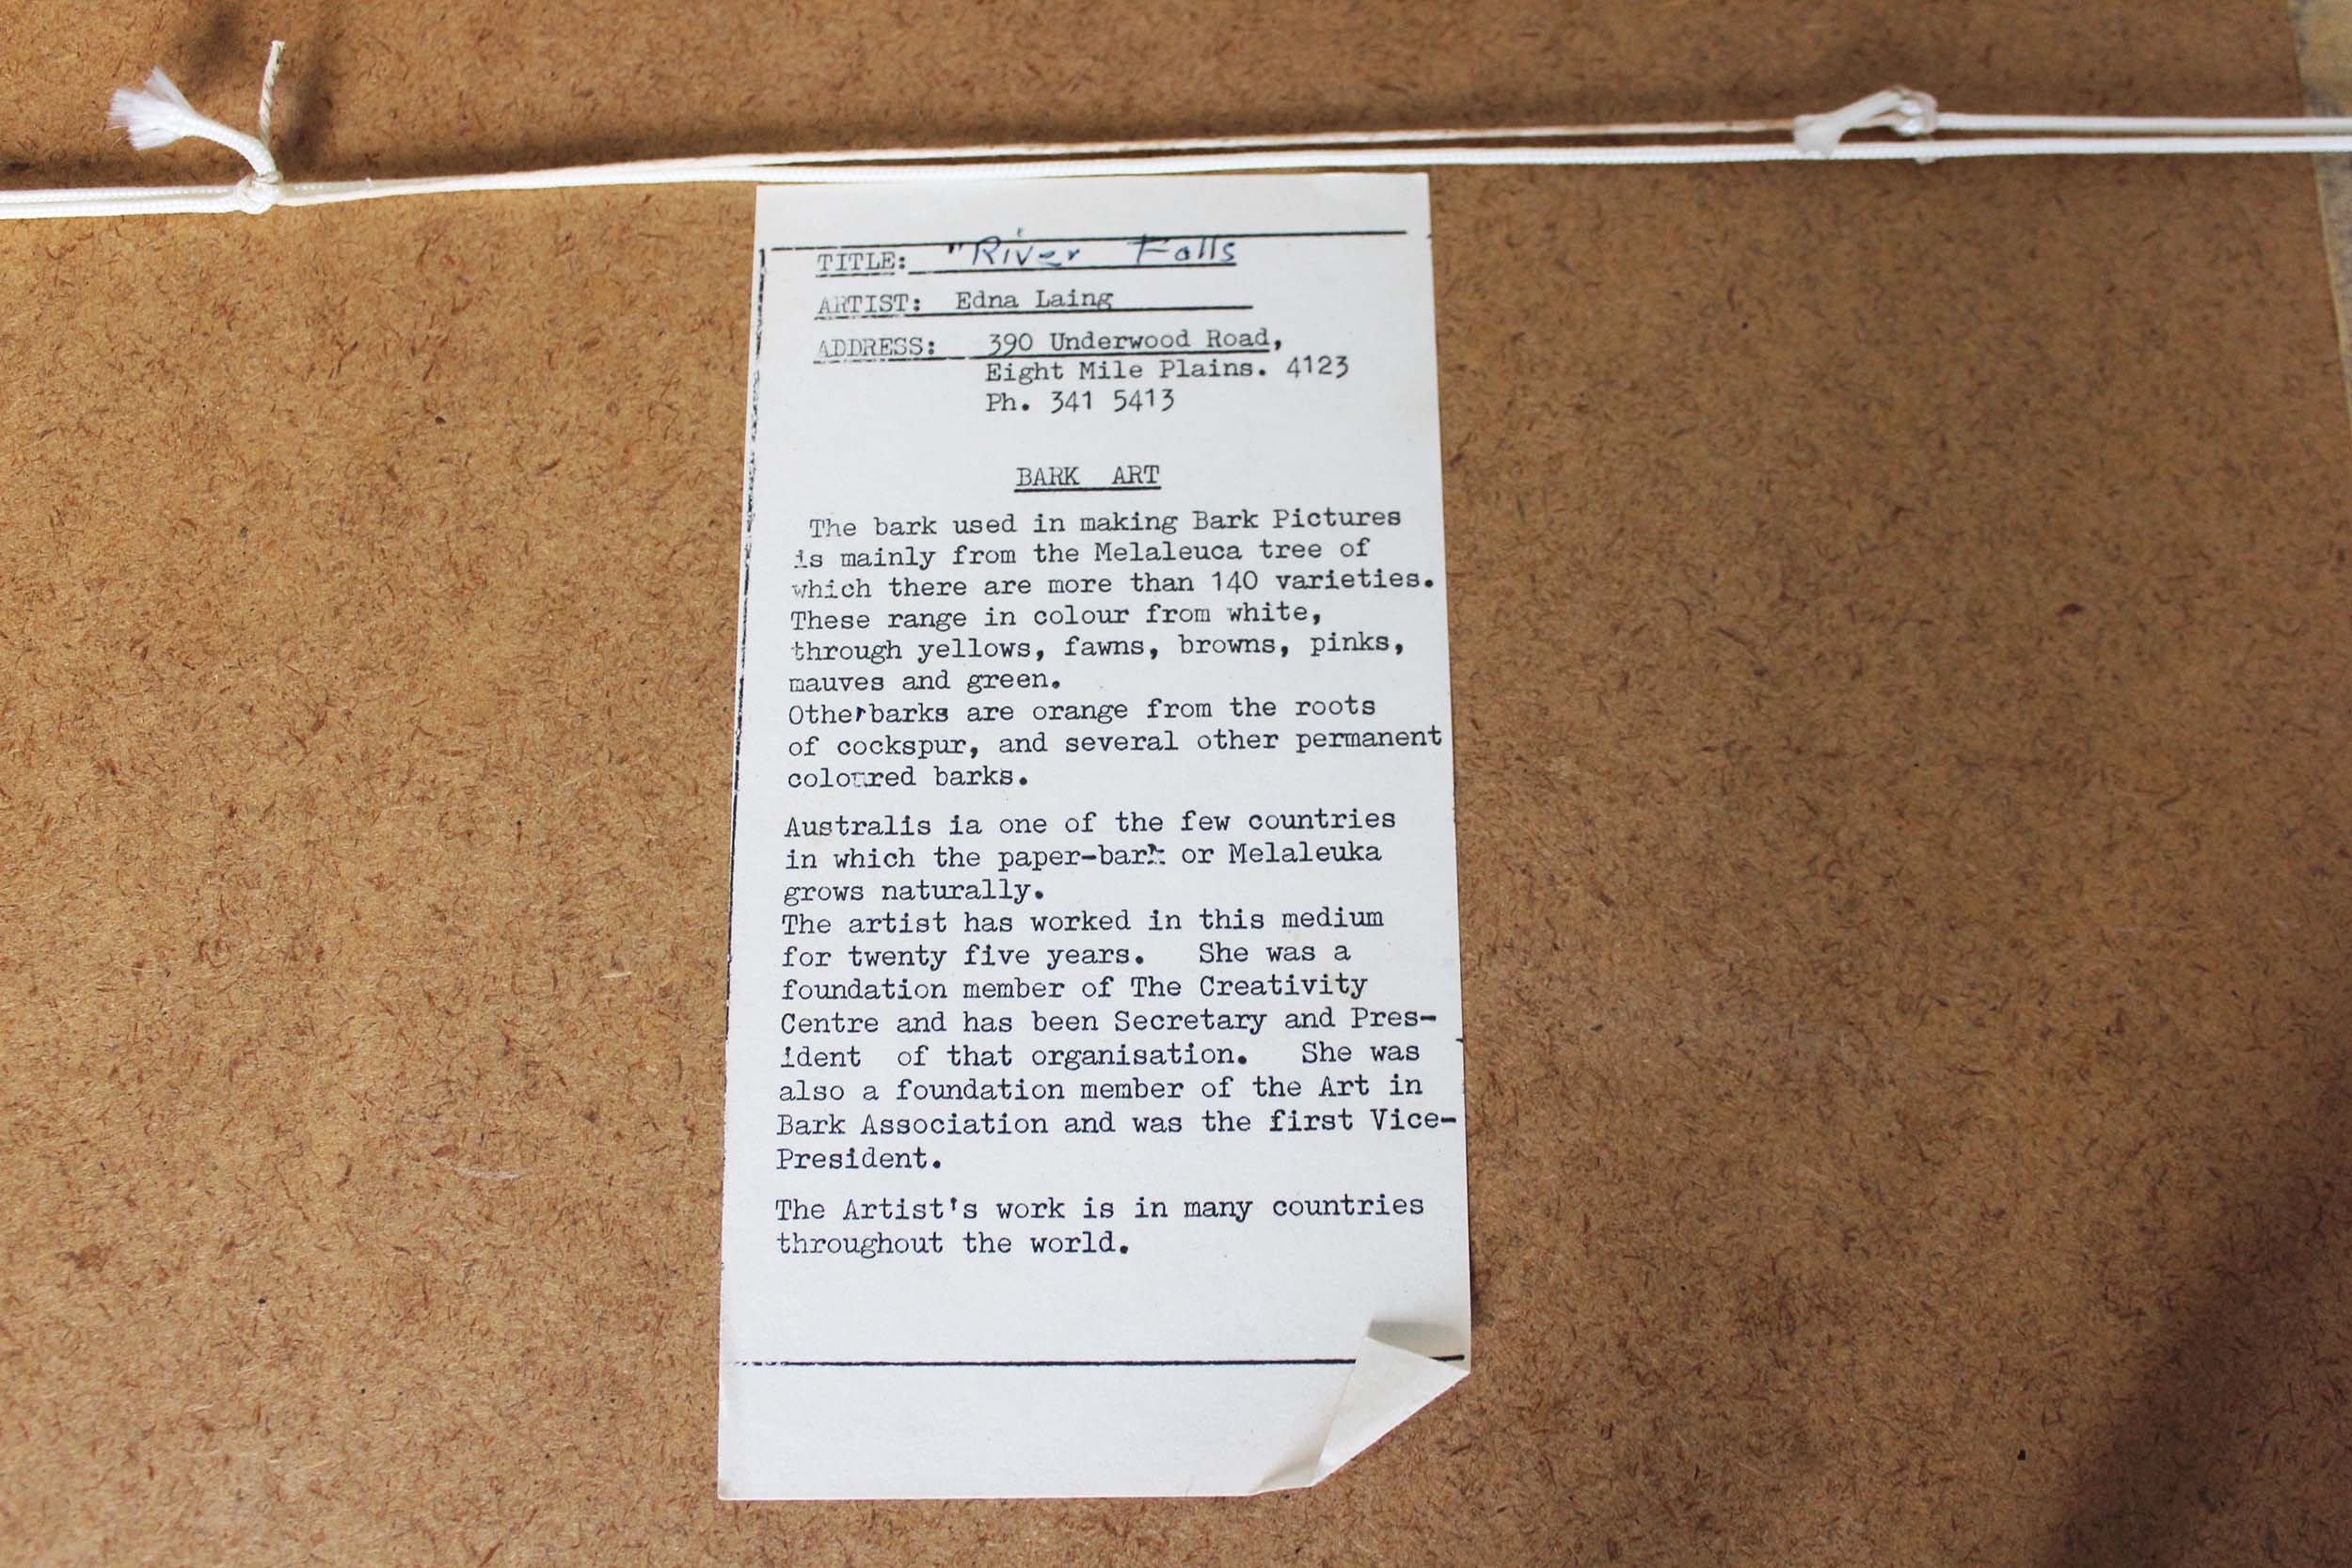 TITLE: "River Falls
ARTIST: Edna Laing
ADDRESS: 390 Underwood Road,
Eight Mile Plains. 4123
Ph. 341 5413
BARK ART
The bark used in making Bark Pictures
is mainly from the Melaleuca tree of
which there are more than 140 varieties.
These range in colour from white,
through yellows, fawns, browns, pinks,
mauves and green.
Other barks are orange from the roots
of cockspur, and several other permanent
coloured barks.
Australis ia one of the few countries
in which the paper-bark or Melaleuka
grows naturally.
The artist has worked in this medium
for twenty five years. She was a
foundation member of The Creativity
Centre and has been Secretary and Pres-
ident of that organisation. She was
also a foundation member of the Art in
Bark Association and was the first Vice-
President.
The Artist's work is in many countries
throughout the world.